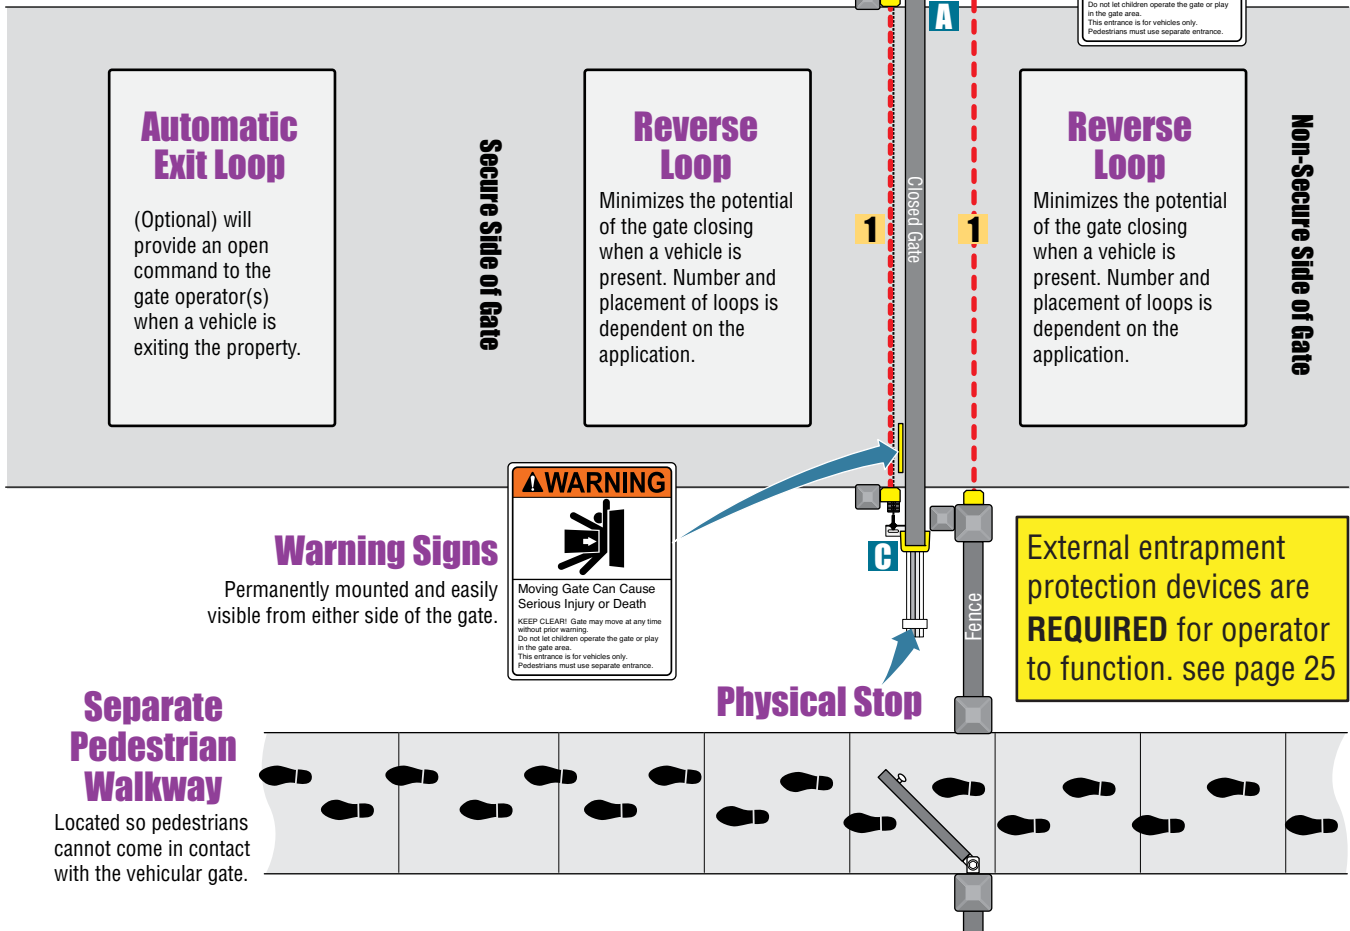 A
Do not let children operate the gate or play
in the gate area.
This entrance is for vehicles only.
Pedestrians must use separate entrance.
Automatic
Exit Loop
(Optional) will
provide an open
command to the
gate operator(s)
when a vehicle is
exiting the property.
Secure Side of Gate
Reverse
Loop
Minimizes the potential
of the gate closing
when a vehicle is
present. Number and
placement of loops is
dependent on the
application.
1
Closed Gate
1
Reverse
Loop
Minimizes the potential
of the gate closing
when a vehicle is
present. Number and
placement of loops is
dependent on the
application.
Non-Secure Side of Gate
Warning Signs
Permanently mounted and easily
visible from either side of the gate.
WARNING
Moving Gate Can Cause
Serious Injury or Death
KEEP CLEAR! Gate may move at any time
without prior warning.
Do not let children operate the gate or play
in the gate area.
This entrance is for vehicles only.
Pedestrians must use separate entrance.
C
Fence
External entrapment
protection devices are
REQUIRED for operator
to function. see page 25
Physical Stop
Separate
Pedestrian
Walkway
Located so pedestrians
cannot come in contact
with the vehicular gate.